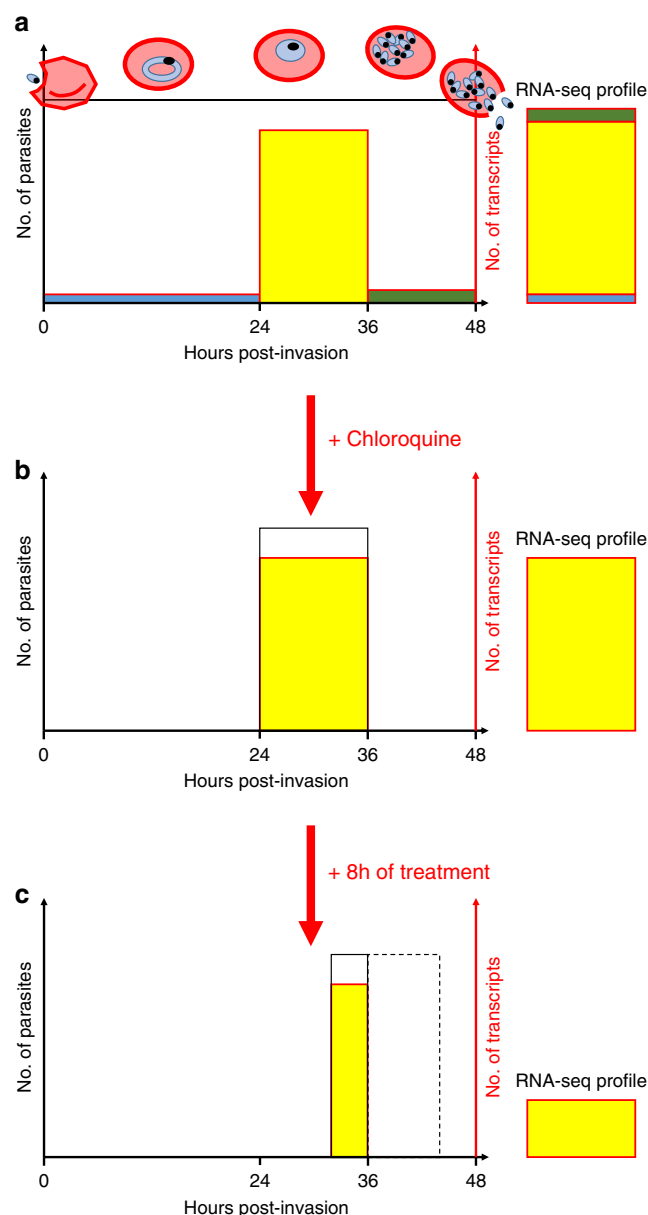 a
RNA-seq profile
No. of parasites
No. of transcripts
0
24
36
48
Hours post-invasion
+ Chloroquine
b
RNA-seq profile
No. of parasites
No. of transcripts
0
24
36
48
Hours post-invasion
+ 8h of treatment
c
No. of parasites
No. of transcripts
RNA-seq profile
0
24
36
48
Hours post-invasion